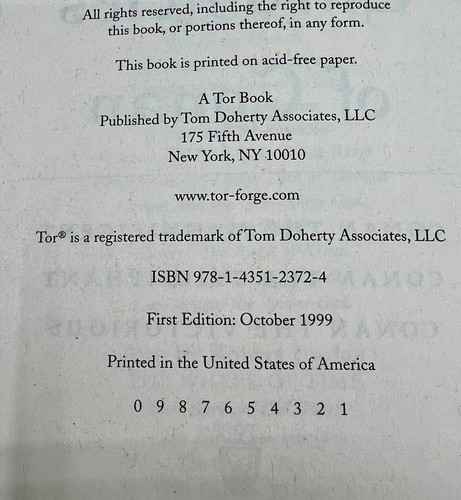 All rights reserved, including the right to reproduce
this book, or portions thereof, in any form.
This book is printed on acid-free paper.
A Tor Book
Published by Tom Doherty Associates, LLC
175 Fifth Avenue
New York, NY 10010
www.tor-forge.com
Tor® is a registered trademark of Tom Doherty Associates, LLC
ISBN 978-1-4351-2372-4
First Edition: October 1999
Printed in the United States of America
0 9 8 7 6 5 4 3 2 1